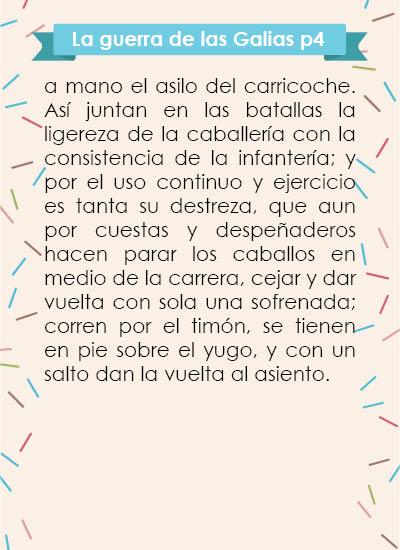 La guerra de las Galias p4
a mano el asilo del carricoche.
Así juntan en las batallas la
ligereza de la caballería con la
consistencia de la infantería; y
por el uso continuo y ejercicio
es tanta su destreza, que aun
por cuestas y despeñaderos
hacen parar los caballos en
medio de la carrera, cejar y dar
vuelta con sola una sofrenada;
corren por el timón, se tienen
en pie sobre el yugo, y con un
salto dan la vuelta al asiento.